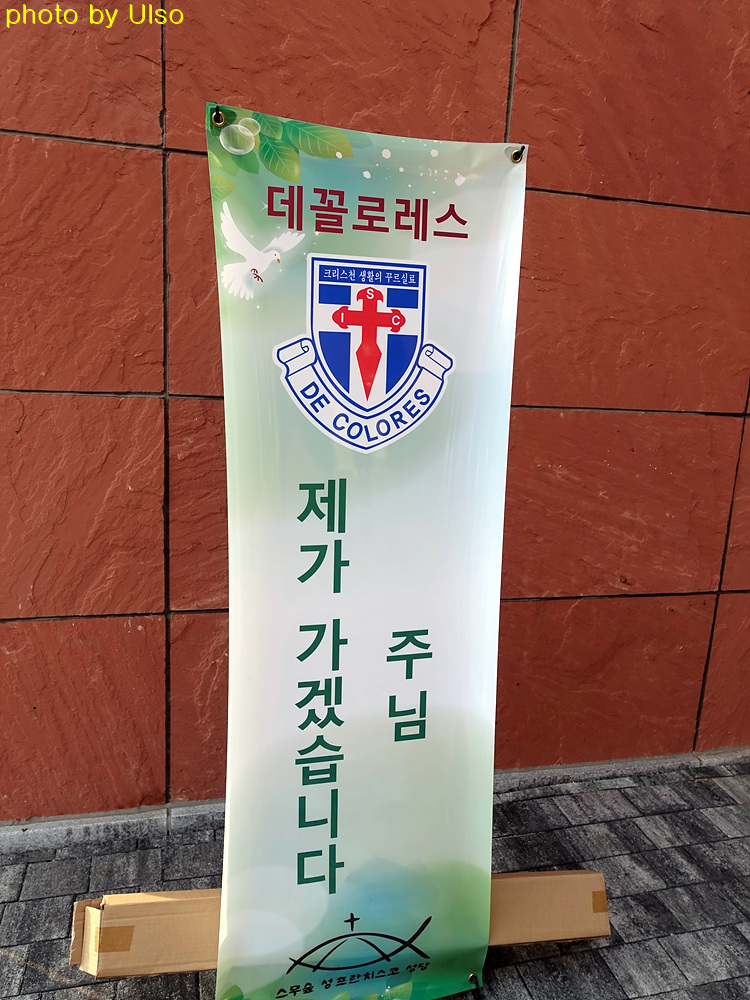 photo by Ulso
데꼴로레스
크리스천 생활의 꾸르실료
S
I C
DE COLORES
제가 가겠습니다
주님
스무숲 성프란치스코 성당